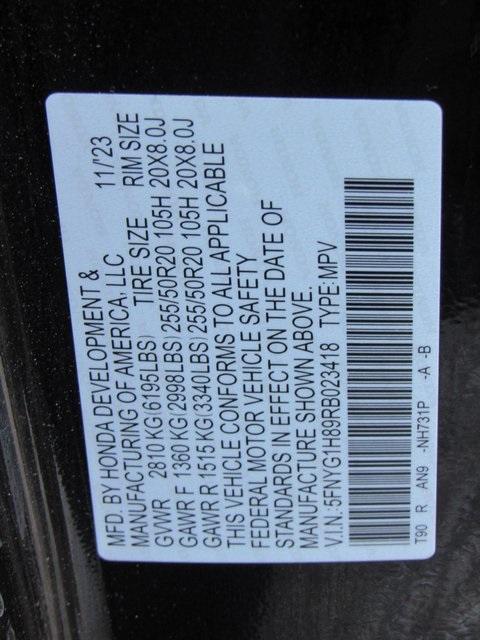 MFD. BY HONDA DEVELOPMENT & 11/'23
MANUFACTURING OF AMERICA, LLC
TIRE SIZE RIM SIZE
GVWR 2810 KG(6195LBS)
GAWR F 1360 KG(2998LBS) 255/50R20 105H 20X8.0J
GAWR R 1515 KG(3340LBS) 255/50R20 105H 20X8.0J
THIS VEHICLE CONFORMS TO ALL APPLICABLE
FEDERAL MOTOR VEHICLE SAFETY
STANDARDS IN EFFECT ON THE DATE OF
MANUFACTURE SHOWN ABOVE.
V.I.N.:5FNYG1H89RB023418 TYPE:MPV
T90 R AN9 -NH731P -A -B